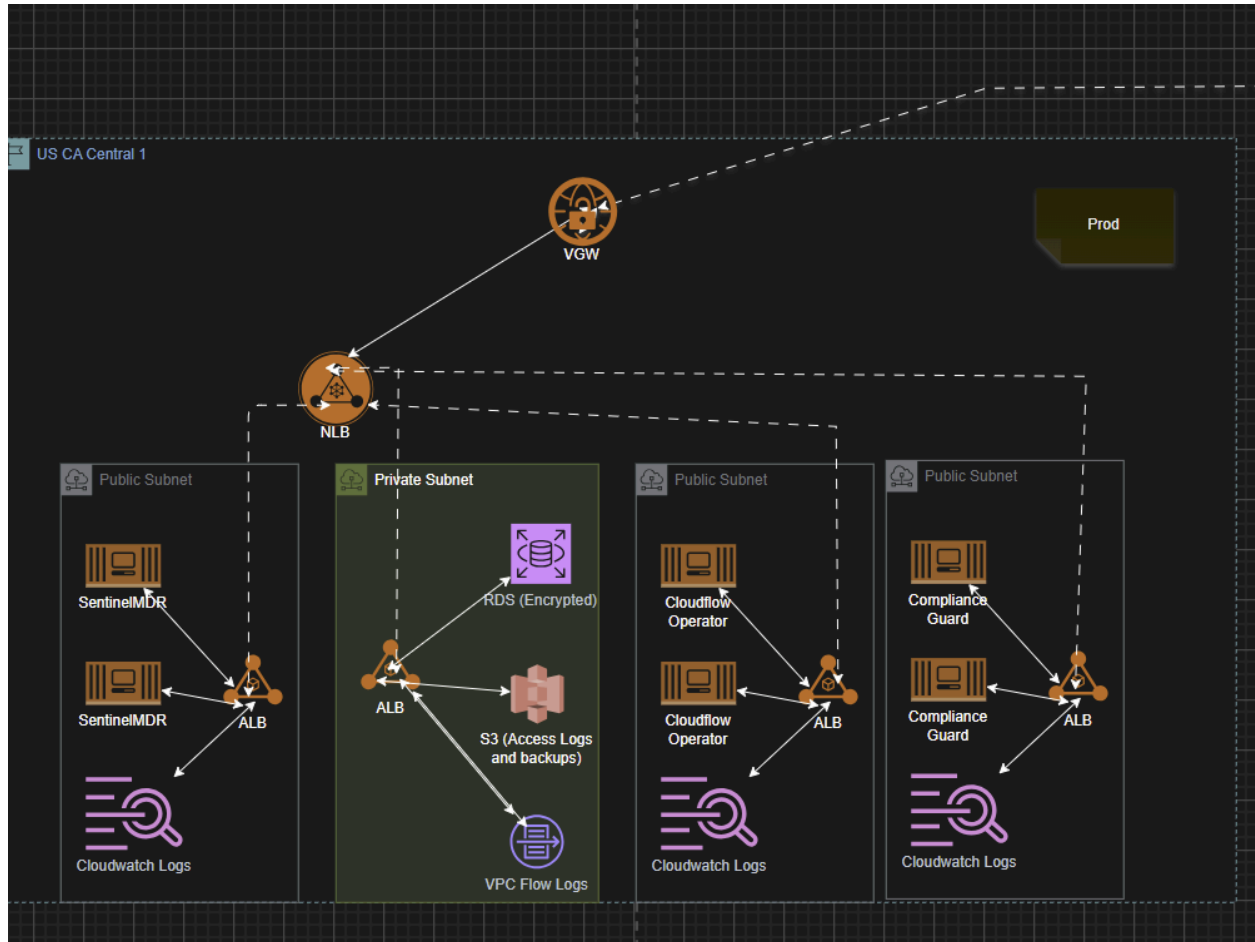 US CA Central 1
VGW
Prod
NLB
Public Subnet
SentinelMDR
SentinelMDR
ALB
Cloudwatch Logs
Private Subnet
RDS (Encrypted)
ALB
S3 (Access Logs
and backups)
VPC Flow Logs
Public Subnet
Cloudflow
Operator
Cloudflow
Operator
ALB
Cloudwatch Logs
Public Subnet
Compliance
Guard
Compliance
Guard
ALB
Cloudwatch Logs